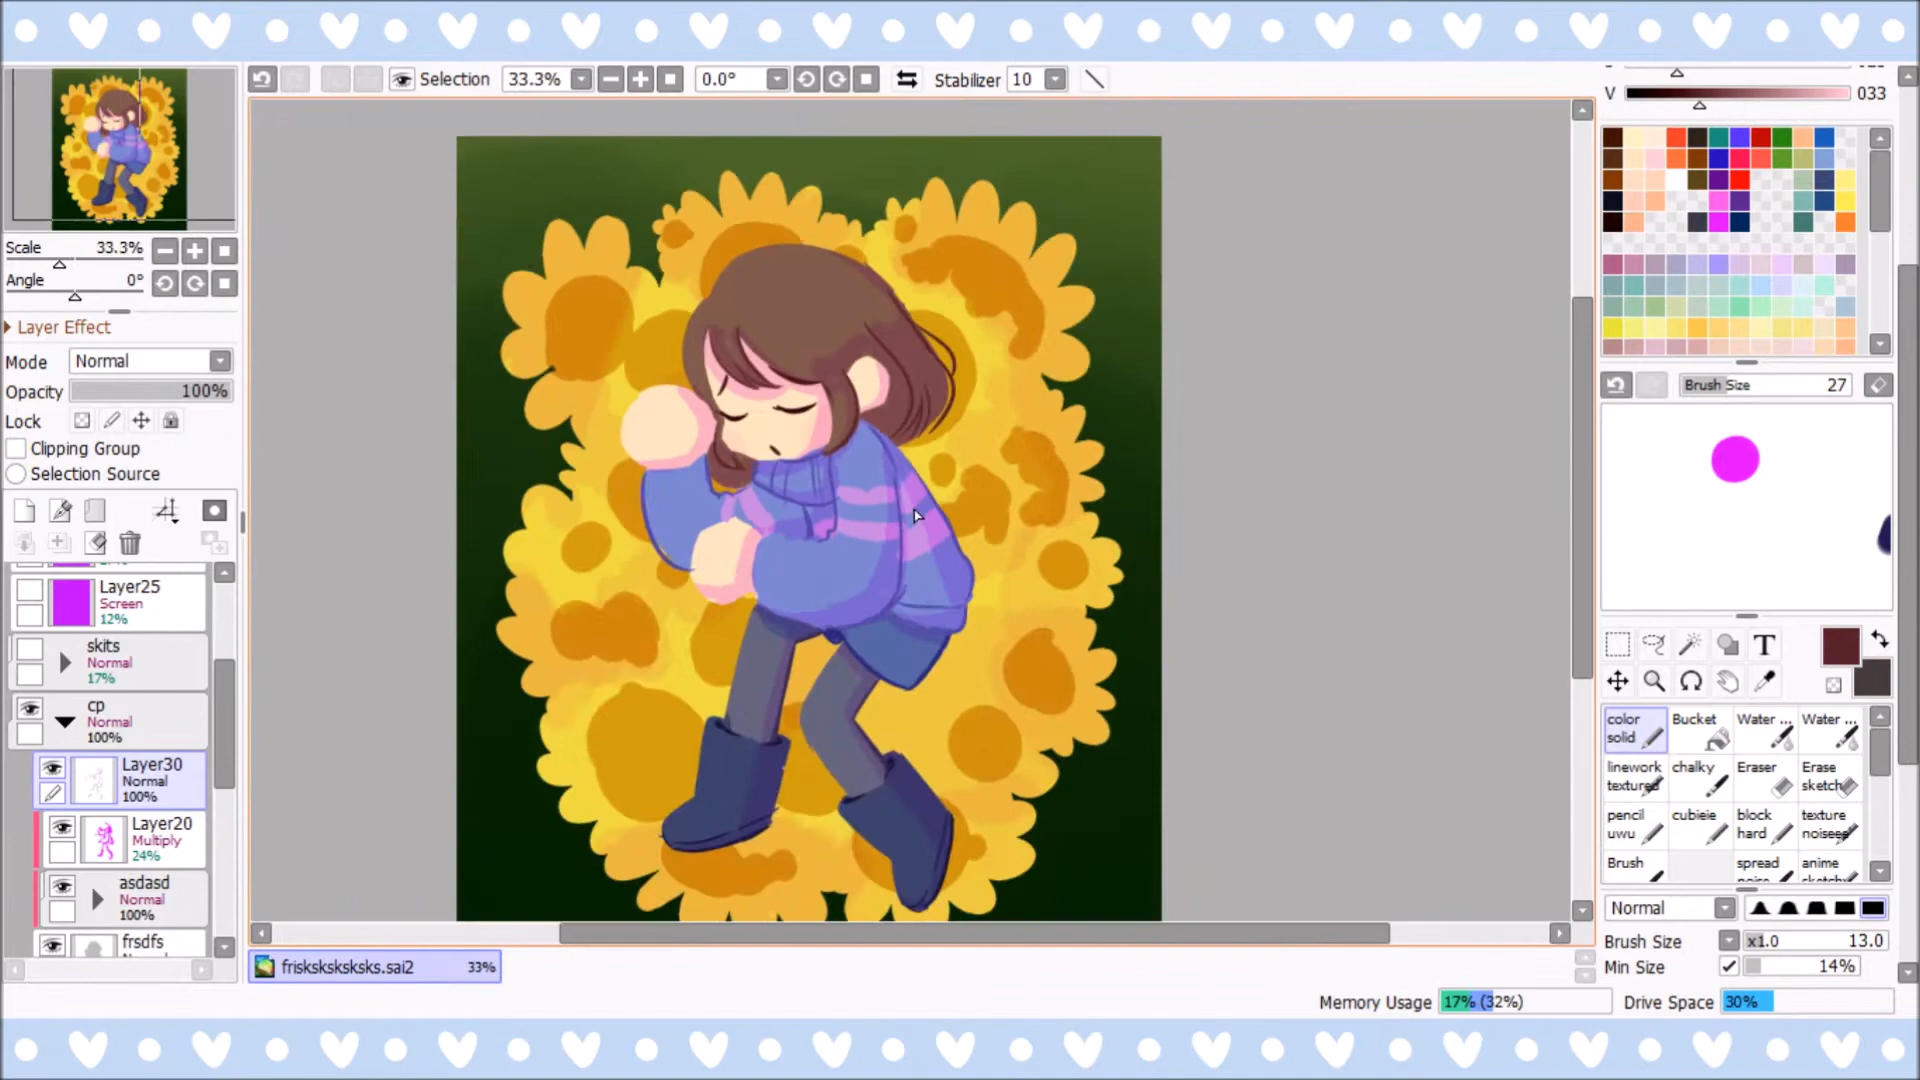 Selection 33.3% 0.0° Stabilizer 10
V 033
Scale 33.3%
Angle 0°
Layer Effect
Mode Normal
Opacity 100%
Lock
Clipping Group
Selection Source
Layer25
Screen
12%
skits
Normal
17%
cp
Normal
100%
Layer30
Normal
100%
Layer20
Multiply
24%
asdasd
Normal
100%
frsdfs
Brush Size 27
T
color solid
Bucket
Water ...
Water ...
linework textured
chalky
Eraser
Erase sketch
pencil uwu
cubieie
block hard
texture noisees
Brush
spread
anime
Normal
Brush Size x1.0 13.0
Min Size 14%
frisksksksksks.sai2 33%
Memory Usage 17% (32%) Drive Space 30%